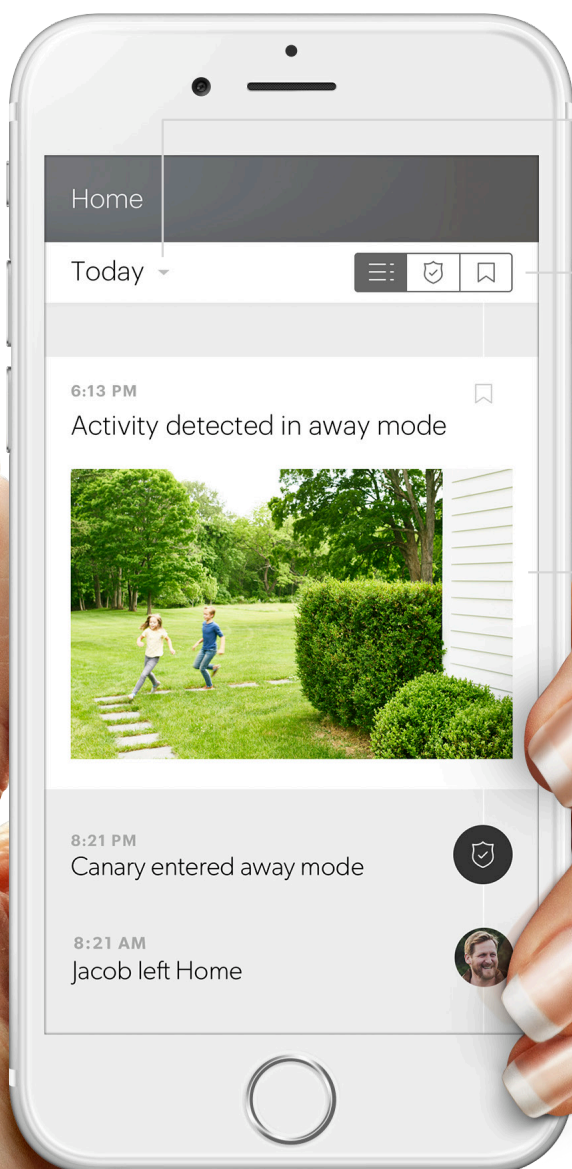 Home
Today
6:13 PM
Activity detected in away mode
8:21 PM
Canary entered away mode
8:21 AM
Jacob left Home